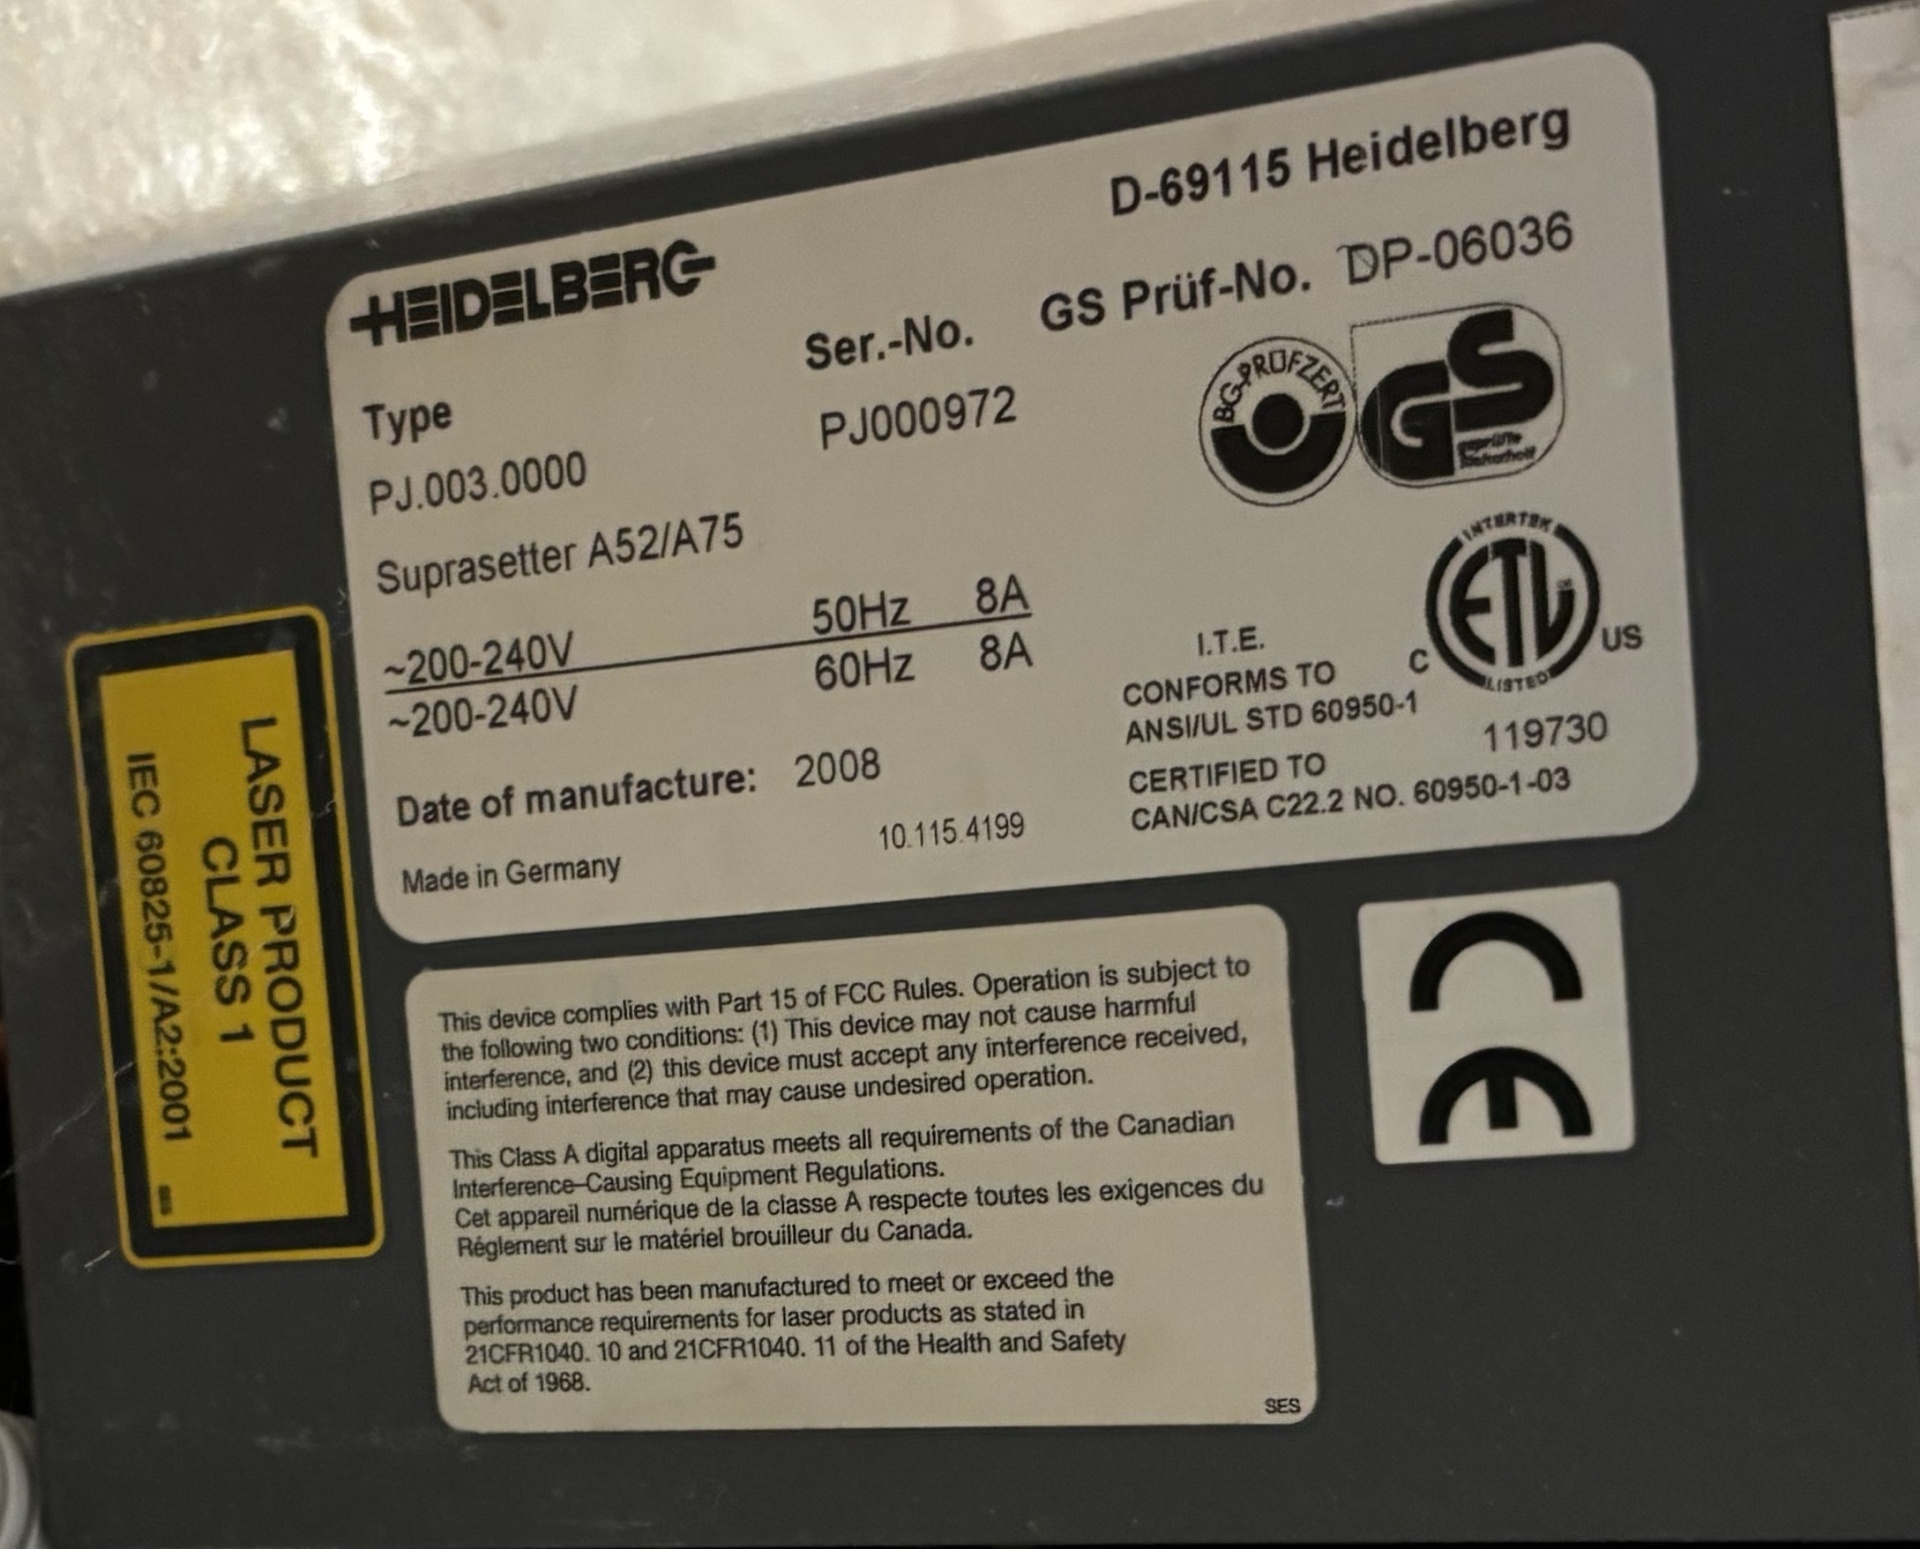 HEIDELBERG
D-69115 Heidelberg
Type
Ser.-No.
GS Prüf-No. DP-06036
PJ.003.0000
PJ000972
BG-PRÜFZERT
GS
geprüfte
Sicherheit
Suprasetter A52/A75
~200-240V 50Hz 8A
~200-240V 60Hz 8A
INTERTEK
ETL
LISTED
C
US
I.T.E.
CONFORMS TO
ANSI/UL STD 60950-1
119730
CERTIFIED TO
CAN/CSA C22.2 NO. 60950-1-03
Date of manufacture: 2008
10.115.4199
Made in Germany
LASER PRODUCT
CLASS 1
IEC 60825-1/A2:2001
SES
This device complies with Part 15 of FCC Rules. Operation is subject to
the following two conditions: (1) This device may not cause harmful
interference, and (2) this device must accept any interference received,
including interference that may cause undesired operation.
This Class A digital apparatus meets all requirements of the Canadian
Interference-Causing Equipment Regulations.
Cet appareil numérique de la classe A respecte toutes les exigences du
Réglement sur le matériel brouilleur du Canada.
This product has been manufactured to meet or exceed the
performance requirements for laser products as stated in
21CFR1040. 10 and 21CFR1040. 11 of the Health and Safety
Act of 1968.
SES
CE